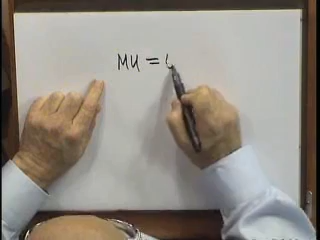 MU =